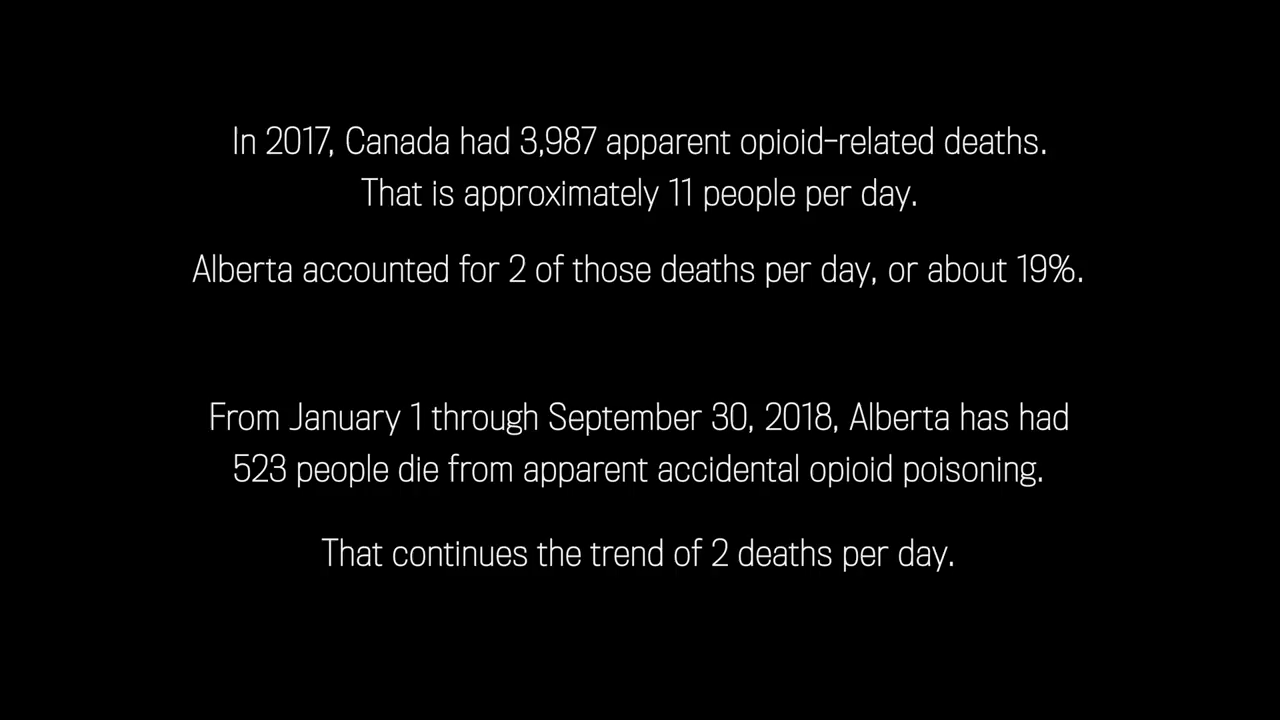 In 2017, Canada had 3,987 apparent opioid-related deaths.
That is approximately 11 people per day.
Alberta accounted for 2 of those deaths per day, or about 19%.
From January 1 through September 30, 2018, Alberta has had
523 people die from apparent accidental opioid poisoning.
That continues the trend of 2 deaths per day.